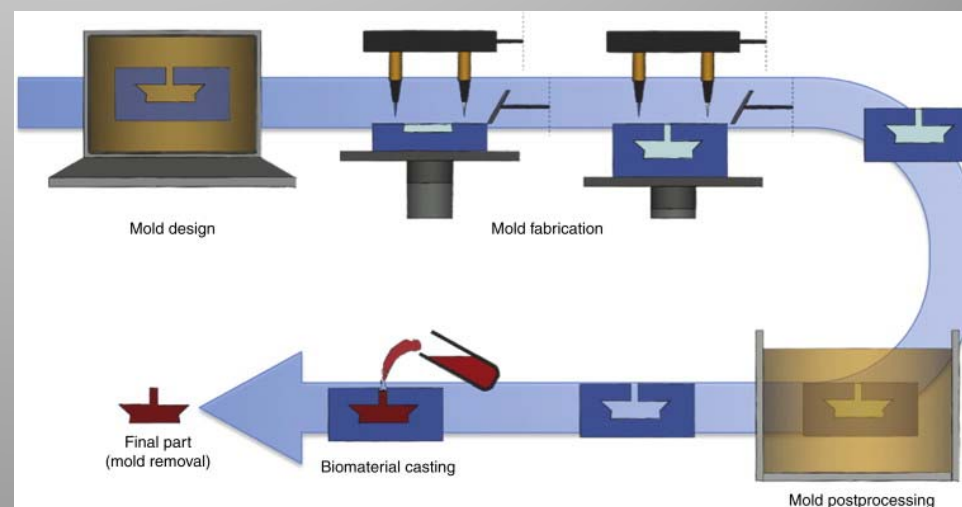 Mold design
Mold fabrication
Final part
(mold removal)
Biomaterial casting
Mold postprocessing